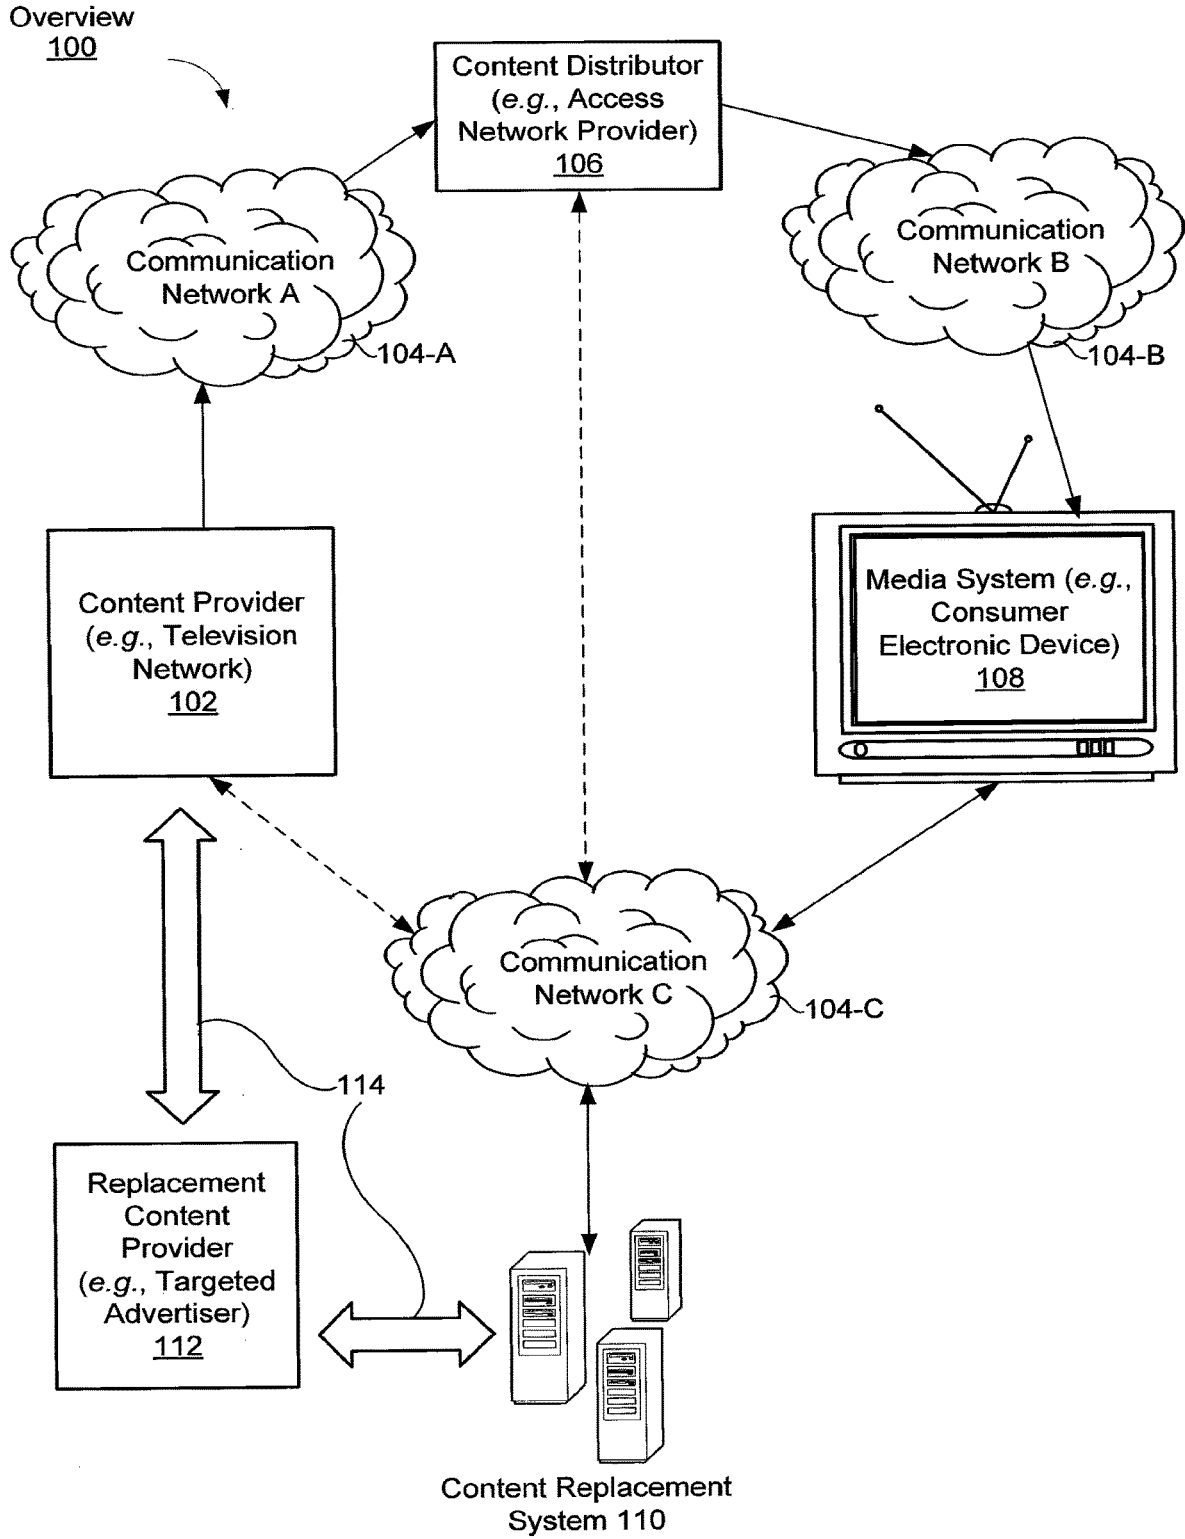 Overview
100
Content Distributor
(e.g., Access
Network Provider)
106
Communication
Network A
104-A
Communication
Network B
104-B
Content Provider
(e.g., Television
Network)
102
Media System (e.g.,
Consumer
Electronic Device)
108
Communication
Network C
104-C
114
Replacement
Content
Provider
(e.g., Targeted
Advertiser)
112
Content Replacement
System 110